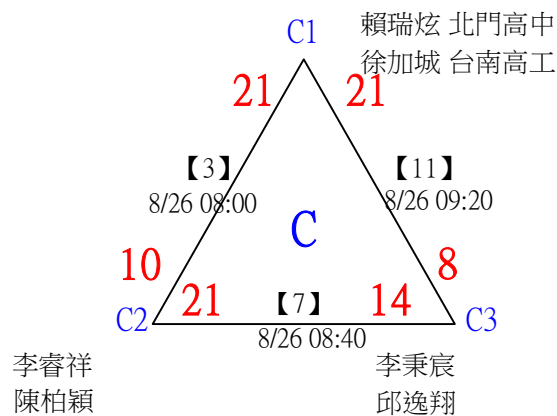 C1
賴瑞炫 北門高中
徐加城 台南高工
21
21
【3】
8/26 08:00
【11】
8/26 09:20
C
10
8
21
【7】
14
C2
8/26 08:40
C3
李睿祥
陳柏穎
李秉宸
邱逸翔